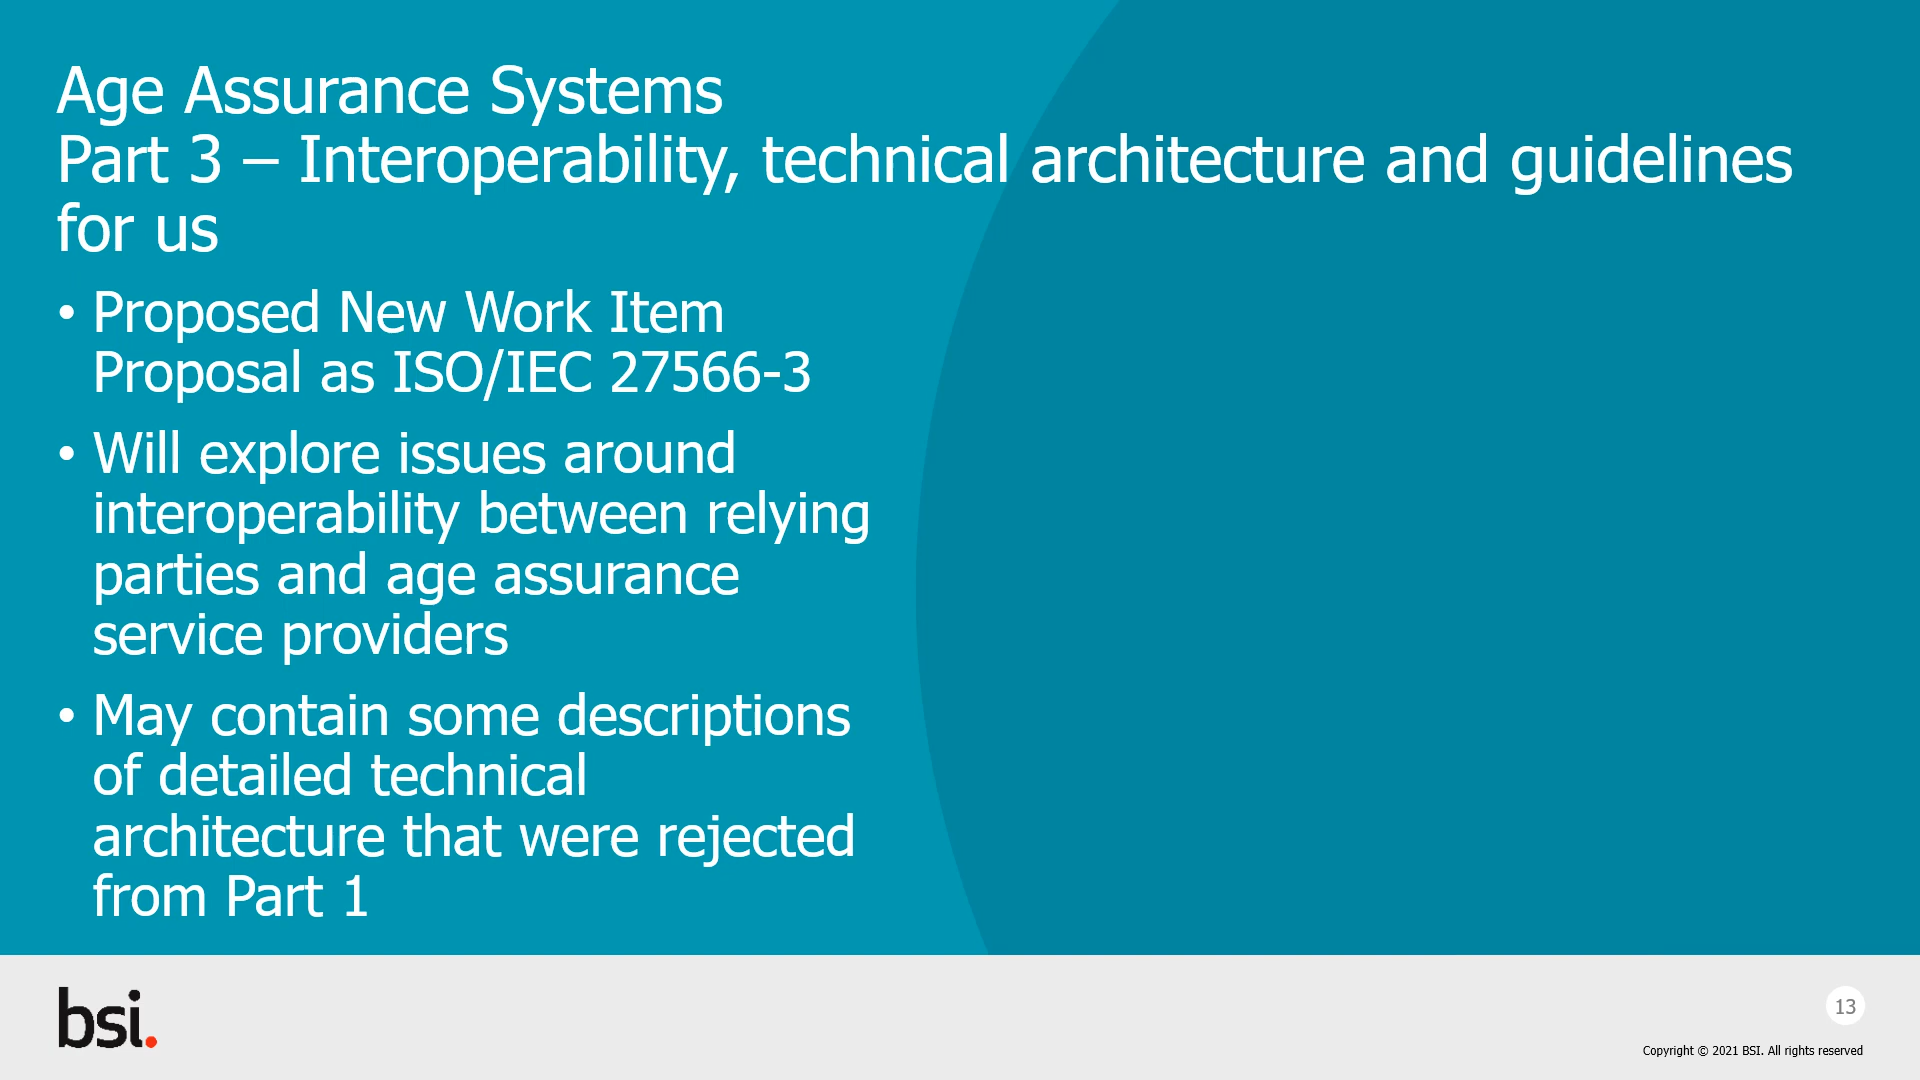 Age Assurance Systems
Part 3 – Interoperability, technical architecture and guidelines
for us
• Proposed New Work Item
Proposal as ISO/IEC 27566-3
• Will explore issues around
interoperability between relying
parties and age assurance
service providers
• May contain some descriptions
of detailed technical
architecture that were rejected
from Part 1
bsi.
13
Copyright © 2021 BSI. All rights reserved